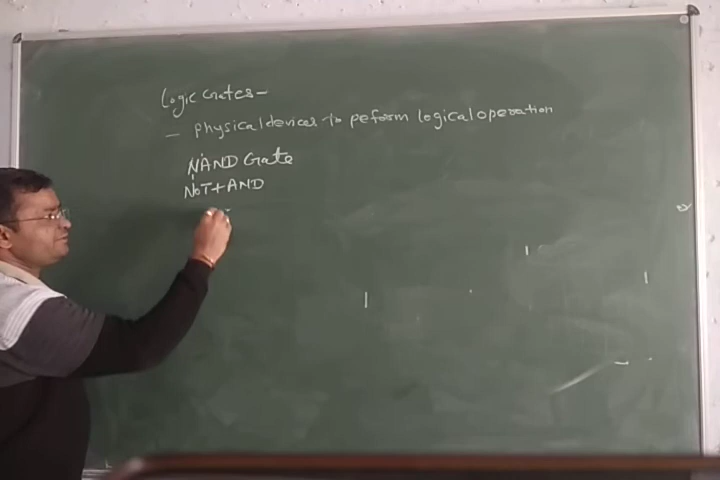 Logic Gates-
- Physical devices to peform logical operation
NAND Gate
NOT+AND